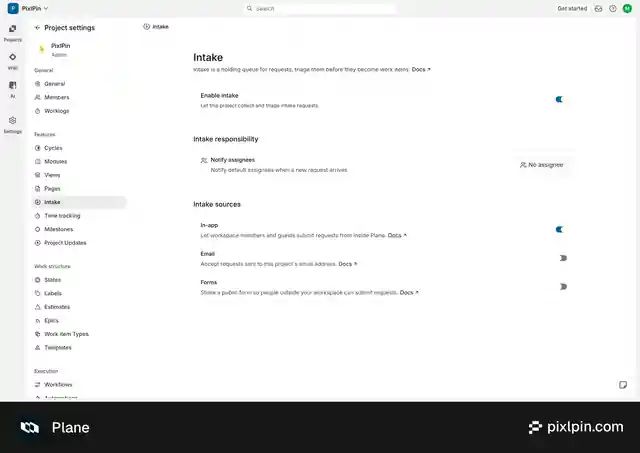 P PixlPin
Search
Get started
M
Projects
Wiki
AI
Settings
Project settings
PixlPin
Admin
General
General
Members
Worklogs
Features
Cycles
Modules
Views
Pages
Intake
Time tracking
Milestones
Project Updates
Work structure
States
Labels
Estimates
Epics
Work Item Types
Templates
Execution
Workflows
Automations
Intake
Intake
Intake is a holding queue for requests, triage them before they become work items. Docs ↗
Enable intake
Let this project collect and triage intake requests.
Intake responsibility
Notify assignees
Notify default assignees when a new request arrives
No assignee
Intake sources
In-app
Let workspace members and guests submit requests from inside Plane. Docs ↗
Email
Accept requests sent to this project's email address. Docs ↗
Forms
Share a public form so people outside your workspace can submit requests. Docs ↗
Plane
pixlpin.com